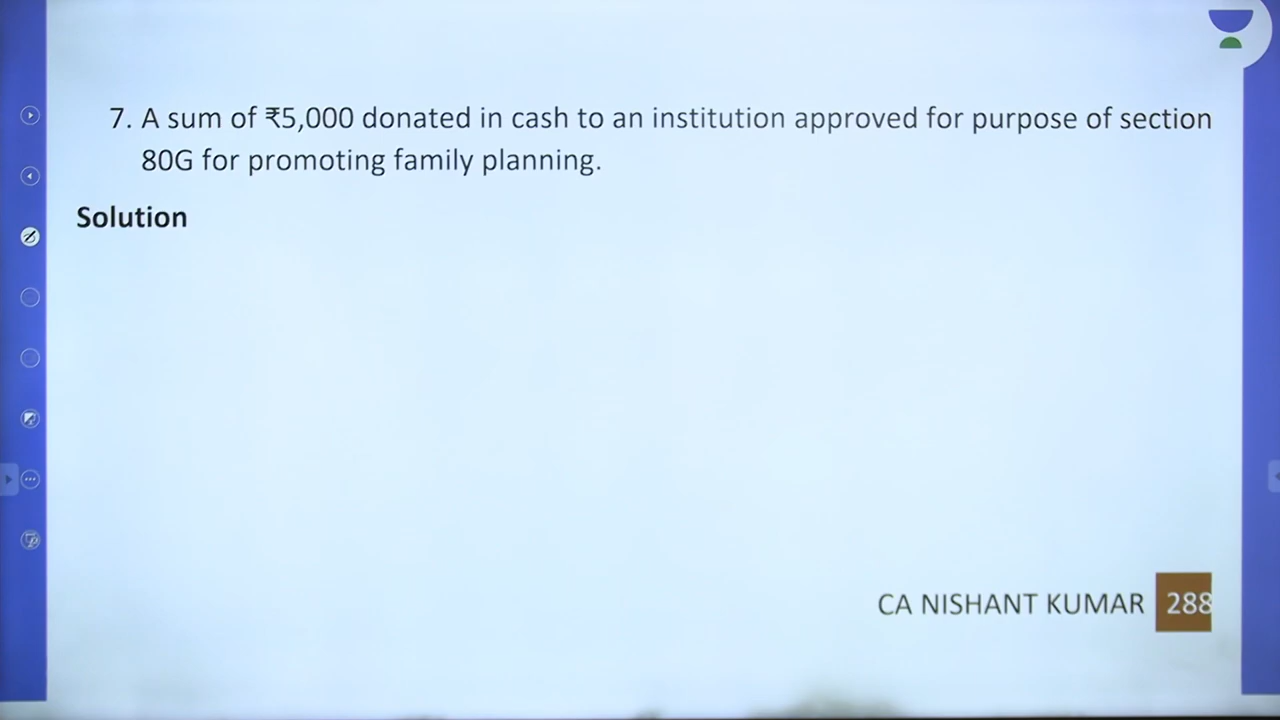 7. A sum of ₹5,000 donated in cash to an institution approved for purpose of section
80G for promoting family planning.
Solution
CA NISHANT KUMAR 288